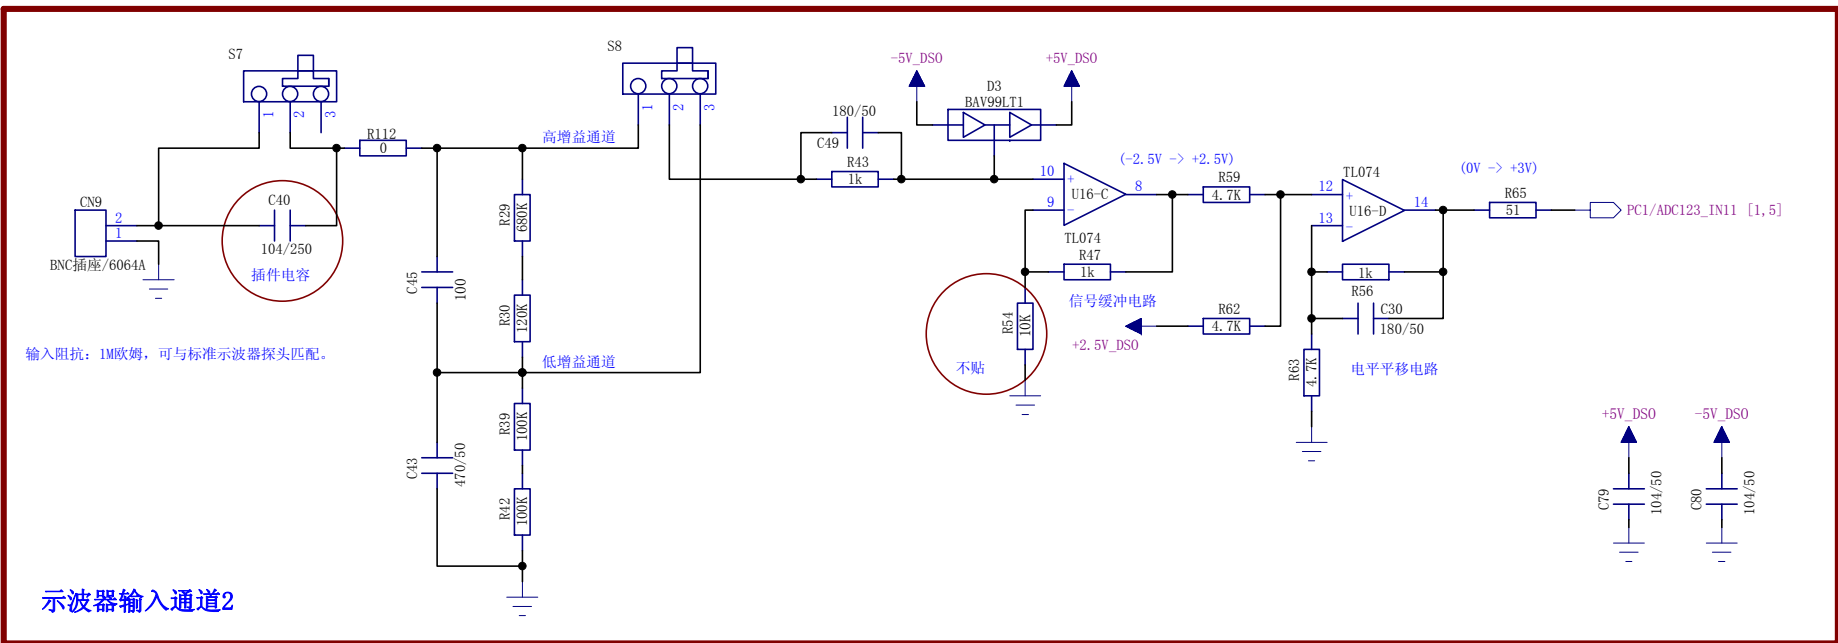 S7
1
2
3
S8
1
2
3
R112
0
高增益通道
CN9
2
1
BNC插座/6064A
C40
104/250
插件电容
输入阻抗：1M欧姆，可与标准示波器探头匹配。
C45
100
R29
680K
R30
120K
低增益通道
C43
470/50
R39
100K
R42
100K
180/50
C49
R43
1k
-5V_DSO
+5V_DSO
D3
BAV99LT1
10
9
+
-
U16-C
8
TL074
(-2.5V -> +2.5V)
R47
1k
信号缓冲电路
R54
10K
不贴
R59
4.7K
R62
4.7K
+2.5V_DSO
TL074
12
13
+
-
U16-D
14
(0V -> +3V)
R65
51
PC1/ADC123_IN11 [1,5]
1k
R56
C30
180/50
R63
4.7K
电平平移电路
+5V_DSO
-5V_DSO
C79
104/50
C80
104/50
示波器输入通道2